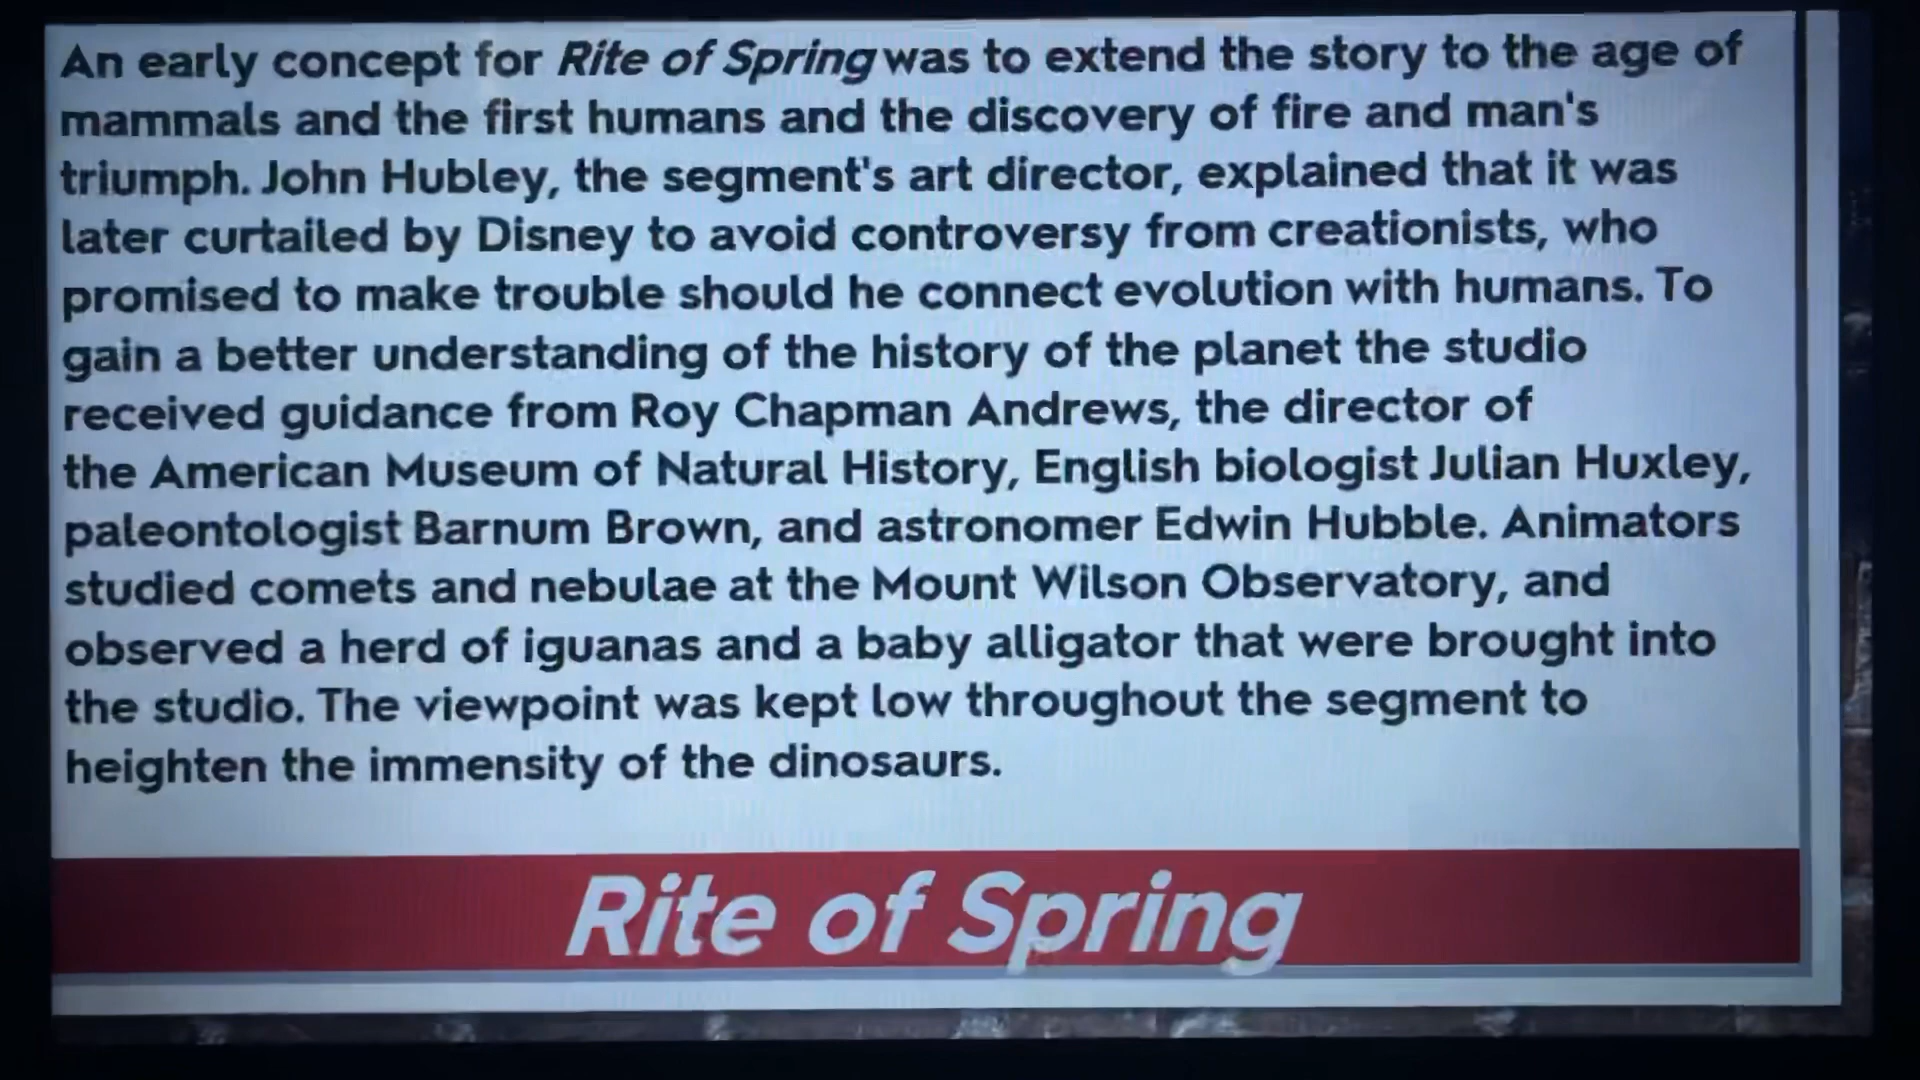 An early concept for Rite of Spring was to extend the story to the age of
mammals and the first humans and the discovery of fire and man's
triumph. John Hubley, the segment's art director, explained that it was
later curtailed by Disney to avoid controversy from creationists, who
promised to make trouble should he connect evolution with humans. To
gain a better understanding of the history of the planet the studio
received guidance from Roy Chapman Andrews, the director of
the American Museum of Natural History, English biologist Julian Huxley,
paleontologist Barnum Brown, and astronomer Edwin Hubble. Animators
studied comets and nebulae at the Mount Wilson Observatory, and
observed a herd of iguanas and a baby alligator that were brought into
the studio. The viewpoint was kept low throughout the segment to
heighten the immensity of the dinosaurs.
Rite of Spring